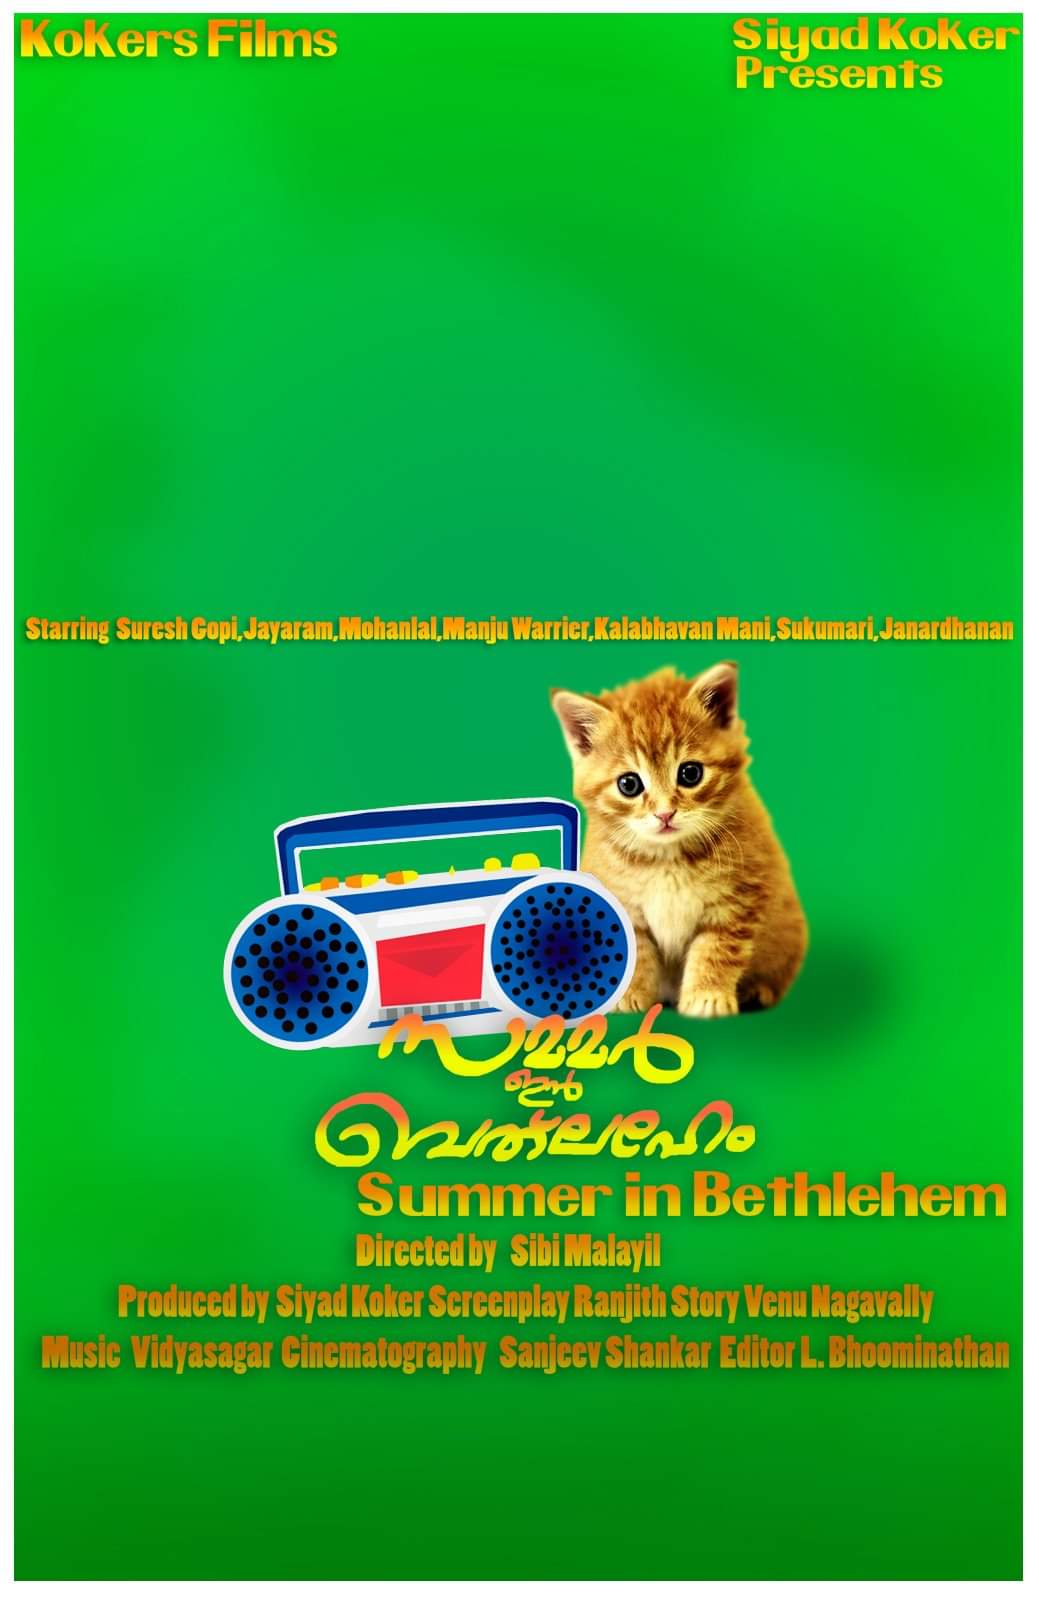 KoKers Films
Siyad KoKer
Presents
Starring Suresh Gopi,Jayaram,Mohanlal,Manju Warrier,Kalabhavan Mani,Sukumari,Janardhanan
സമ്മർ
ഇൻ
ബെത്‌ലഹേം
Summer in Bethlehem
Directed by Sibi Malayil
Produced by Siyad Koker Screenplay Ranjith Story Venu Nagavally
Music Vidyasagar Cinematography Sanjeev Shankar Editor L. Bhoominathan